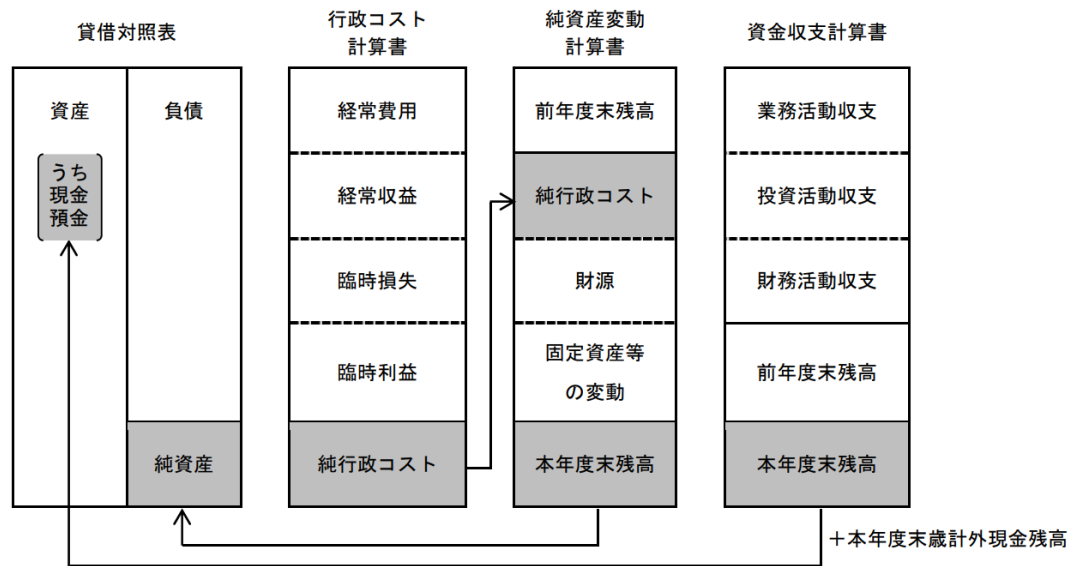 貸借対照表
行政コスト
計算書
純資産変動
計算書
資金収支計算書
資産
うち
現金
預金
負債
純資産
経常費用
経常収益
臨時損失
臨時利益
純行政コスト
前年度末残高
純行政コスト
財源
固定資産等
の変動
本年度末残高
業務活動収支
投資活動収支
財務活動収支
前年度末残高
本年度末残高
＋本年度末歳計外現金残高